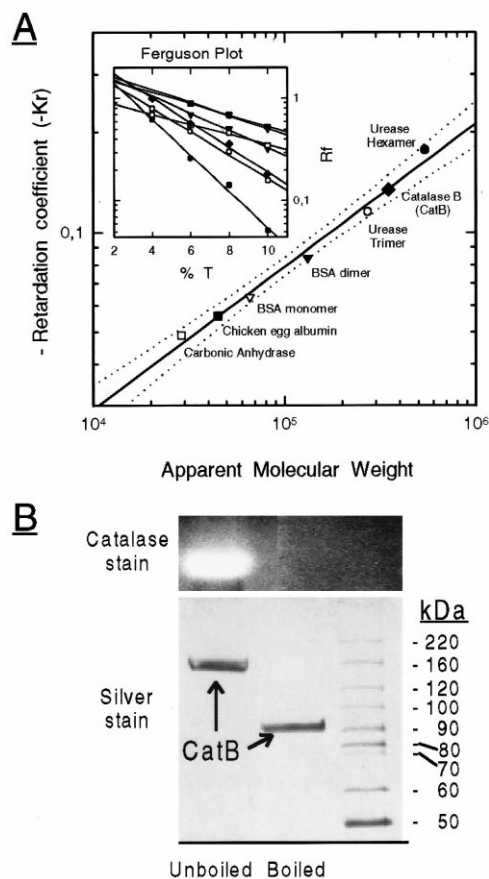 A
Ferguson Plot
- Retardation coefficient (-Kr)
0,1
1
0,1
Rf
2 4 6 8 10
% T
Urease
Hexamer
Catalase B
(CatB)
Urease
Trimer
BSA dimer
BSA monomer
Chicken egg albumin
Carbonic Anhydrase
10⁴ 10⁵ 10⁶
Apparent Molecular Weight
B
Catalase
stain
kDa
- 220
- 160
- 120
- 100
- 90
- 80
70
- 60
- 50
Silver
stain
CatB
Unboiled Boiled